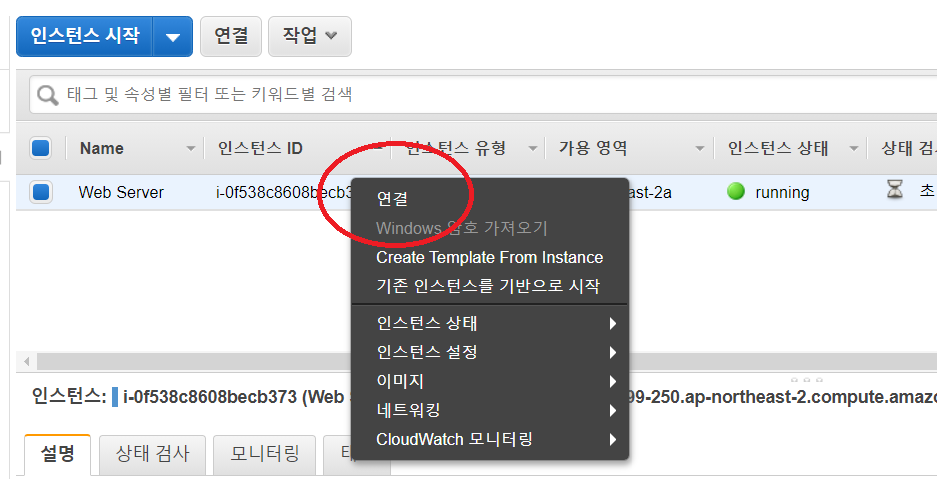 인스턴스 시작 연결 작업
태그 및 속성별 필터 또는 키워드별 검색
Name 인스턴스 ID 인스턴스 유형 가용 영역 인스턴스 상태 상태 검사
Web Server i-0f538c8608becb3 ast-2a running 초
연결
Windows 암호 가져오기
Create Template From Instance
기존 인스턴스를 기반으로 시작
인스턴스 상태
인스턴스 설정
이미지
네트워킹
CloudWatch 모니터링
인스턴스: i-0f538c8608becb373 (Web 99-250.ap-northeast-2.compute.amazo
설명 상태 검사 모니터링